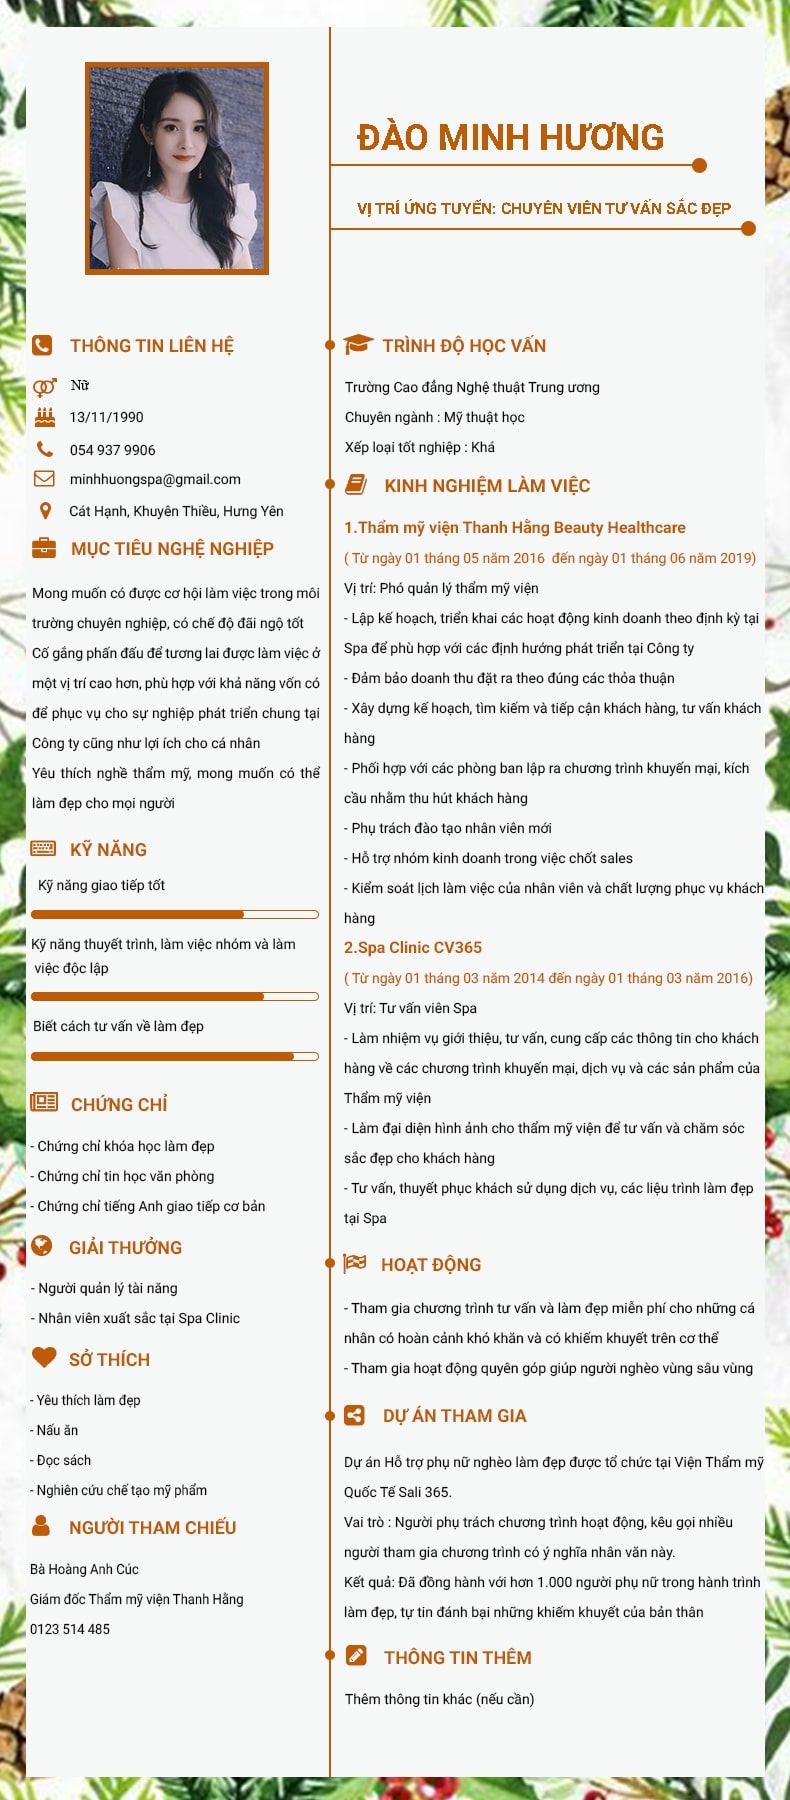 ĐÀO MINH HƯƠNG
VỊ TRÍ ỨNG TUYỂN: CHUYÊN VIÊN TƯ VẤN SẮC ĐẸP
THÔNG TIN LIÊN HỆ
Nữ
13/11/1990
054 937 9906
minhhuongspa@gmail.com
Cát Hạnh, Khuyên Thiều, Hưng Yên
MỤC TIÊU NGHỀ NGHIỆP
Mong muốn có được cơ hội làm việc trong môi
trường chuyên nghiệp, có chế độ đãi ngộ tốt
Cố gắng phấn đấu để tương lai được làm việc ở
một vị trí cao hơn, phù hợp với khả năng vốn có
để phục vụ cho sự nghiệp phát triển chung tại
Công ty cũng như lợi ích cho cá nhân
Yêu thích nghề thẩm mỹ, mong muốn có thể
làm đẹp cho mọi người
KỸ NĂNG
Kỹ năng giao tiếp tốt
Kỹ năng thuyết trình, làm việc nhóm và làm
việc độc lập
Biết cách tư vấn về làm đẹp
CHỨNG CHỈ
- Chứng chỉ khóa học làm đẹp
- Chứng chỉ tin học văn phòng
- Chứng chỉ tiếng Anh giao tiếp cơ bản
GIẢI THƯỞNG
- Người quản lý tài năng
- Nhân viên xuất sắc tại Spa Clinic
SỞ THÍCH
- Yêu thích làm đẹp
- Nấu ăn
- Đọc sách
- Nghiên cứu chế tạo mỹ phẩm
NGƯỜI THAM CHIẾU
Bà Hoàng Anh Cúc
Giám đốc Thẩm mỹ viện Thanh Hằng
0123 514 485
TRÌNH ĐỘ HỌC VẤN
Trường Cao đẳng Nghệ thuật Trung ương
Chuyên ngành : Mỹ thuật học
Xếp loại tốt nghiệp : Khá
KINH NGHIỆM LÀM VIỆC
1.Thẩm mỹ viện Thanh Hằng Beauty Healthcare
( Từ ngày 01 tháng 05 năm 2016 đến ngày 01 tháng 06 năm 2019)
Vị trí: Phó quản lý thẩm mỹ viện
- Lập kế hoạch, triển khai các hoạt động kinh doanh theo định kỳ tại
Spa để phù hợp với các định hướng phát triển tại Công ty
- Đảm bảo doanh thu đặt ra theo đúng các thỏa thuận
- Xây dựng kế hoạch, tìm kiếm và tiếp cận khách hàng, tư vấn khách
hàng
- Phối hợp với các phòng ban lập ra chương trình khuyến mại, kích
cầu nhằm thu hút khách hàng
- Phụ trách đào tạo nhân viên mới
- Hỗ trợ nhóm kinh doanh trong việc chốt sales
- Kiểm soát lịch làm việc của nhân viên và chất lượng phục vụ khách
hàng
2.Spa Clinic CV365
( Từ ngày 01 tháng 03 năm 2014 đến ngày 01 tháng 03 năm 2016)
Vị trí: Tư vấn viên Spa
- Làm nhiệm vụ giới thiệu, tư vấn, cung cấp các thông tin cho khách
hàng về các chương trình khuyến mại, dịch vụ và các sản phẩm của
Thẩm mỹ viện
- Làm đại diện hình ảnh cho thẩm mỹ viện để tư vấn và chăm sóc
sắc đẹp cho khách hàng
- Tư vấn, thuyết phục khách sử dụng dịch vụ, các liệu trình làm đẹp
tại Spa
HOẠT ĐỘNG
- Tham gia chương trình tư vấn và làm đẹp miễn phí cho những cá
nhân có hoàn cảnh khó khăn và có khiếm khuyết trên cơ thể
- Tham gia hoạt động quyên góp giúp người nghèo vùng sâu vùng
DỰ ÁN THAM GIA
Dự án Hỗ trợ phụ nữ nghèo làm đẹp được tổ chức tại Viện Thẩm mỹ
Quốc Tế Sali 365.
Vai trò : Người phụ trách chương trình hoạt động, kêu gọi nhiều
người tham gia chương trình có ý nghĩa nhân văn này.
Kết quả: Đã đồng hành với hơn 1.000 người phụ nữ trong hành trình
làm đẹp, tự tin đánh bại những khiếm khuyết của bản thân
THÔNG TIN THÊM
Thêm thông tin khác (nếu cần)